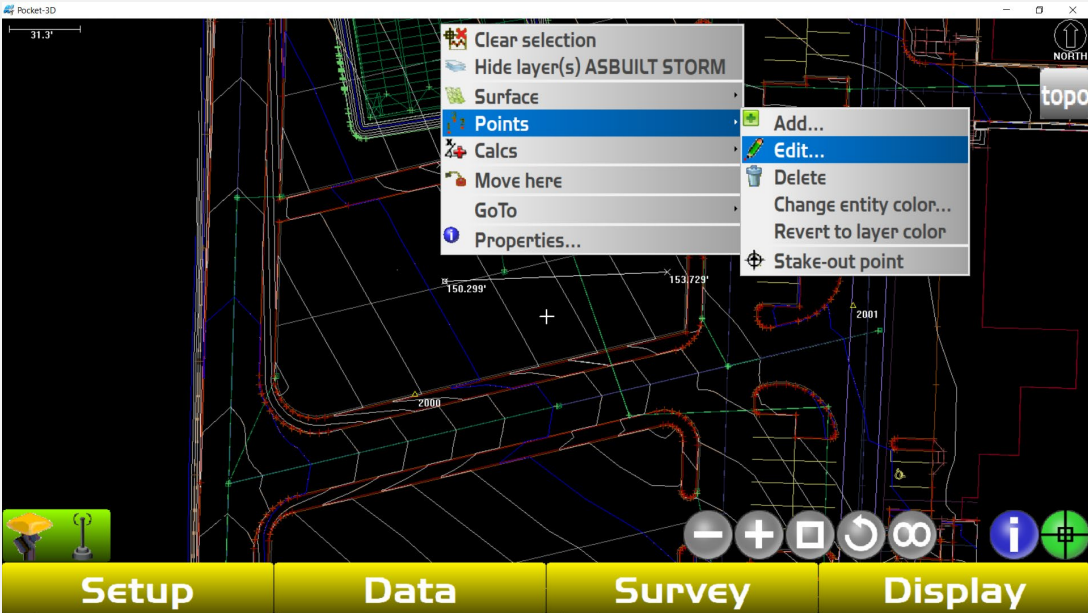 Pocket-3D
31.3'
NORTH
topo
Clear selection
Hide layer(s) ASBUILT STORM
Surface
Points
Calcs
Move here
GoTo
Properties...
Add...
Edit...
Delete
Change entity color...
Revert to layer color
Stake-out point
150.299'
153.729'
2001
2000
Setup
Data
Survey
Display